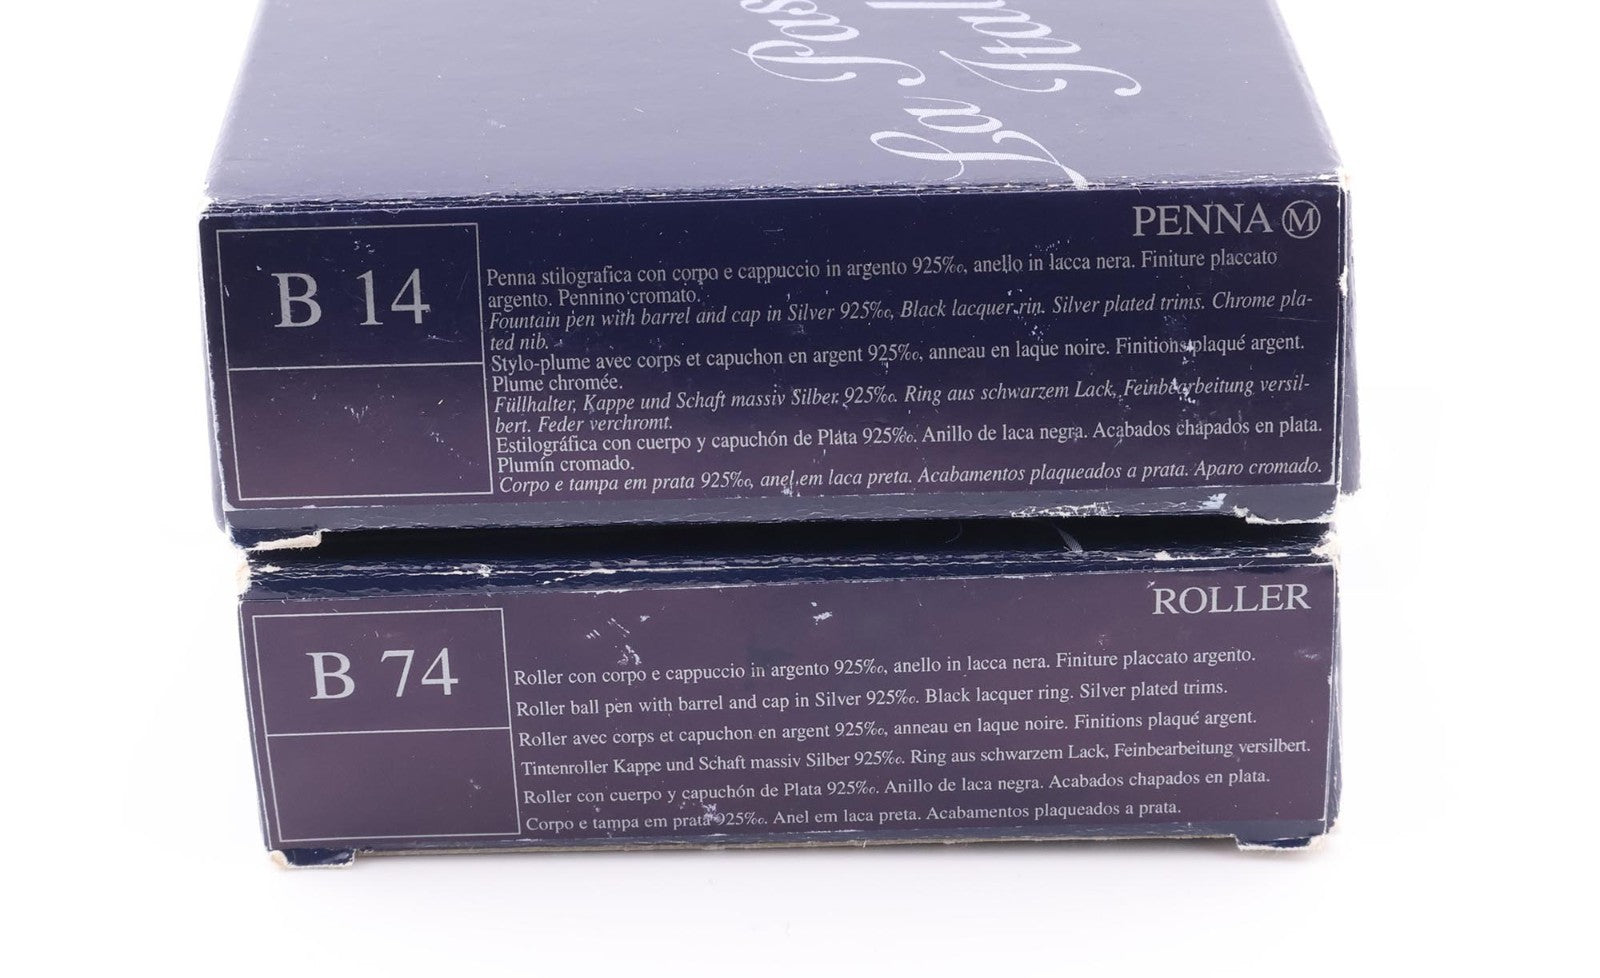 La
PENNA Ⓜ
B 14
Penna stilografica con corpo e cappuccio in argento 925‰, anello in lacca nera. Finiture placcato
argento. Pennino cromato.
Fountain pen with barrel and cap in Silver 925‰, Black lacquer rin. Silver plated trims. Chrome pla-
ted nib.
Stylo-plume avec corps et capuchon en argent 925‰, anneau en laque noire. Finitions plaqué argent.
Plume chromée.
Füllhalter, Kappe und Schaft massiv Silber. 925‰. Ring aus schwarzem Lack, Feinbearbeitung versil-
bert. Feder verchromt.
Estilográfica con cuerpo y capuchón de Plata 925‰. Anillo de laca negra. Acabados chapados en plata.
Plumín cromado.
Corpo e tampa em prata 925‰, anel em laca preta. Acabamentos plaqueados a prata. Aparo cromado.
ROLLER
B 74
Roller con corpo e cappuccio in argento 925‰, anello in lacca nera. Finiture placcato argento.
Roller ball pen with barrel and cap in Silver 925‰. Black lacquer ring. Silver plated trims.
Roller avec corps et capuchon en argent 925‰, anneau en laque noire. Finitions plaqué argent.
Tintenroller Kappe und Schaft massiv Silber 925‰. Ring aus schwarzem Lack, Feinbearbeitung versilbert.
Roller con cuerpo y capuchón de Plata 925‰. Anillo de laca negra. Acabados chapados en plata.
Corpo e tampa em prata 925‰. Anel em laca preta. Acabamentos plaqueados a prata.